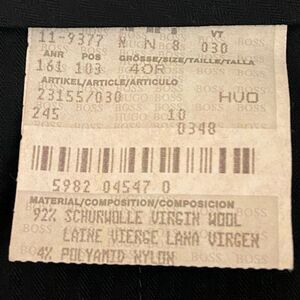 11-9377 N N 8 VT 030
ANR POS GRÖSSE/SIZE/TAILLE/TALLA
161 103 40R
ARTIKEL/ARTICLE/ARTICULO
23155/030 HVO
245 10
0348
5982 04547 0
MATERIAL/COMPOSITION/COMPOSICION
92% SCHURWOLLE VIRGIN WOOL
LAINE VIERGE LANA VIRGEN
4% POLYAMID NYLON